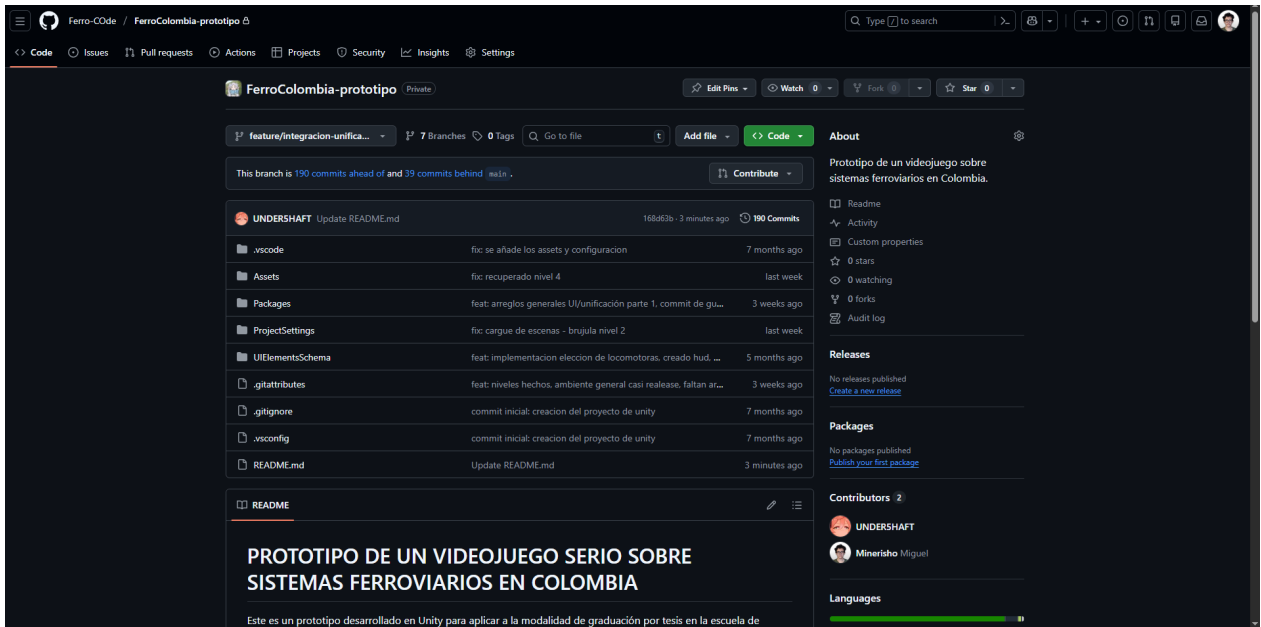 Ferro-COde / FerroColombia-prototipo
Type / to search
Code Issues Pull requests Actions Projects Security Insights Settings
FerroColombia-prototipo Private
Edit Pins Watch 0 Fork 0 Star 0
feature/integracion-unifica... 7 Branches 0 Tags Go to file t Add file <> Code
This branch is 190 commits ahead of and 39 commits behind main .
Contribute
UNDER5HAFT Update README.md 168d63b · 3 minutes ago 190 Commits
.vscode fix: se añade los assets y configuracion 7 months ago
Assets fix: recuperado nivel 4 last week
Packages feat: arreglos generales UI/unificación parte 1, commit de gu... 3 weeks ago
ProjectSettings fix: cargue de escenas - brujula nivel 2 last week
UIElementsSchema feat: implementacion eleccion de locomotoras, creado hud, ... 5 months ago
.gitattributes feat: niveles hechos, ambiente general casi realease, faltan ar... 3 weeks ago
.gitignore commit inicial: creacion del proyecto de unity 7 months ago
.vsconfig commit inicial: creacion del proyecto de unity 7 months ago
README.md Update README.md 3 minutes ago
README
PROTOTIPO DE UN VIDEOJUEGO SERIO SOBRE
SISTEMAS FERROVIARIOS EN COLOMBIA
Este es un prototipo desarrollado en Unity para aplicar a la modalidad de graduación por tesis en la escuela de
About
Prototipo de un videojuego sobre
sistemas ferroviarios en Colombia.
Readme
Activity
Custom properties
0 stars
0 watching
0 forks
Audit log
Releases
No releases published
Create a new release
Packages
No packages published
Publish your first package
Contributors 2
UNDER5HAFT
Minerisho Miguel
Languages